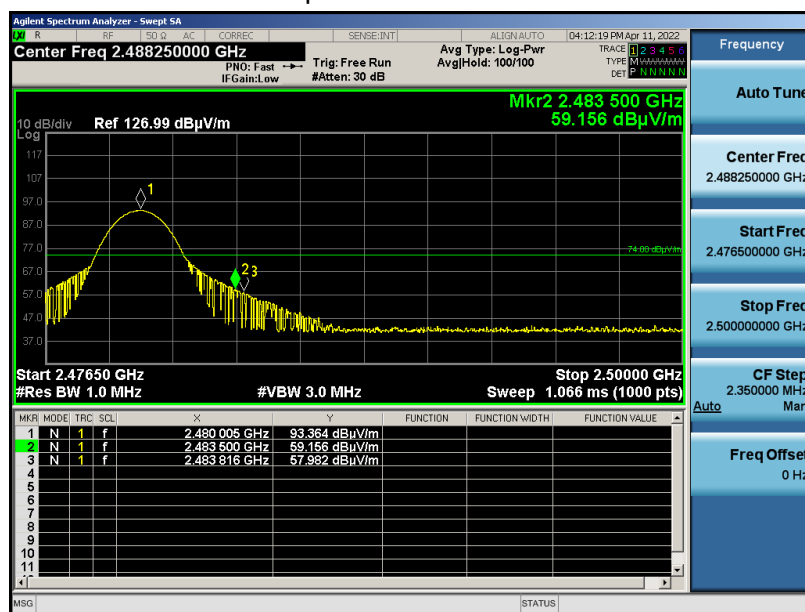 Agilent Spectrum Analyzer - Swept SA
LXI R RF 50 Ω AC CORREC SENSE:INT ALIGN AUTO 04:12:19 PM Apr 11, 2022
Center Freq 2.488250000 GHz
PNO: Fast
IFGain:Low
Trig: Free Run
#Atten: 30 dB
Avg Type: Log-Pwr
Avg|Hold: 100/100
TRACE 1 2 3 4 5 6
TYPE M
DET P N N N N N
Mkr2 2.483 500 GHz
59.156 dBµV/m
10 dB/div Ref 126.99 dBµV/m
Log
117
107
97.0
87.0
77.0
67.0
57.0
47.0
37.0
1
2
3
74.00 dBµV/m
Start 2.47650 GHz Stop 2.50000 GHz
#Res BW 1.0 MHz #VBW 3.0 MHz Sweep 1.066 ms (1000 pts)
MKR MODE TRC SCL X Y FUNCTION FUNCTION WIDTH FUNCTION VALUE
1 N 1 f 2.480 005 GHz 93.364 dBµV/m
2 N 1 f 2.483 500 GHz 59.156 dBµV/m
3 N 1 f 2.483 816 GHz 57.982 dBµV/m
4
5
6
7
8
9
10
11
MSG STATUS
Frequency
Auto Tune
Center Freq
2.488250000 GHz
Start Freq
2.476500000 GHz
Stop Freq
2.500000000 GHz
CF Step
2.350000 MHz
Auto Man
Freq Offset
0 Hz